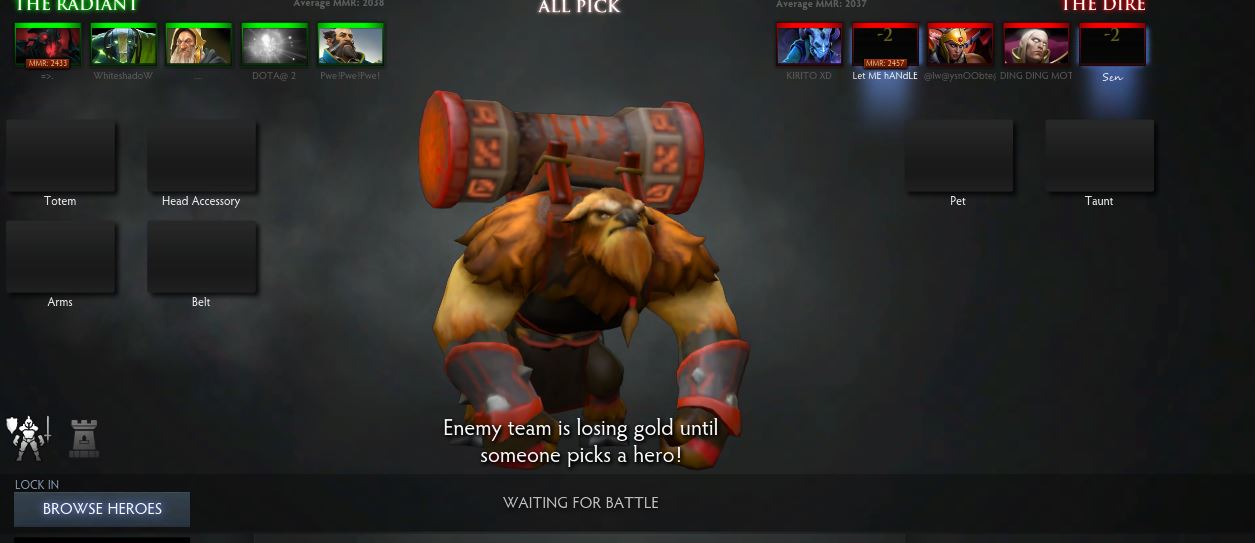 THE RADIANT
Average MMR: 2038
ALL PICK
Average MMR: 2037
THE DIRE
MMR: 2433
-2
MMR: 2457
-2
=>.
WhiteshadoW
...
DOTA@ 2
Pwe!Pwe!Pwe!
KIRITO XD
Let ME hANdLE
DING DING MOT
Sen
Totem
Head Accessory
Pet
Taunt
Arms
Belt
Enemy team is losing gold until
someone picks a hero!
LOCK IN
BROWSE HEROES
WAITING FOR BATTLE